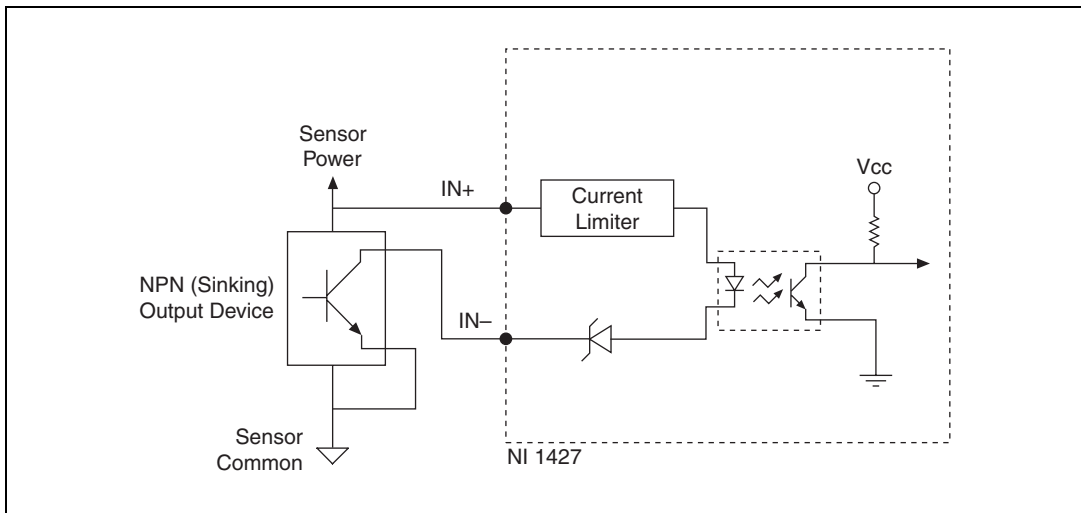 Sensor
Power
IN+
Current
Limiter
Vcc
NPN (Sinking)
Output Device
IN–
Sensor
Common
NI 1427